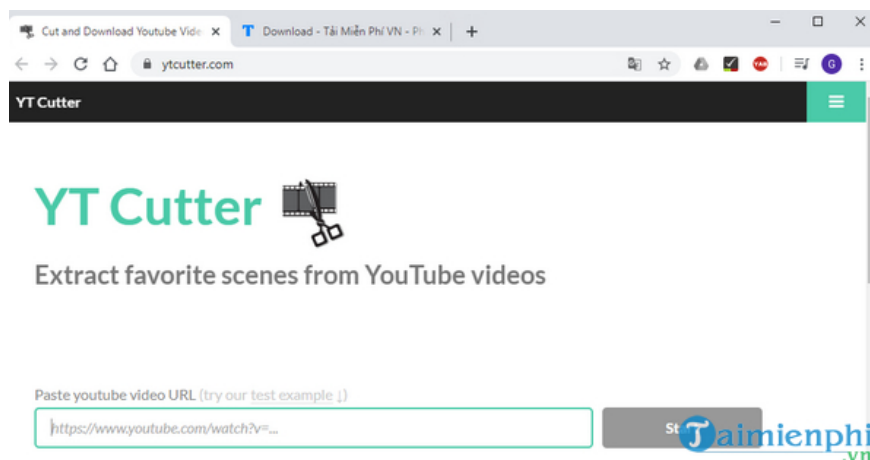 Cut and Download Youtube Vide
T Download - Tải Miễn Phí VN - Ph
ytcutter.com
G
YT Cutter
YT Cutter
Extract favorite scenes from YouTube videos
Paste youtube video URL (try our test example ↓)
https://www.youtube.com/watch?v=...
Taimienphi
.vn